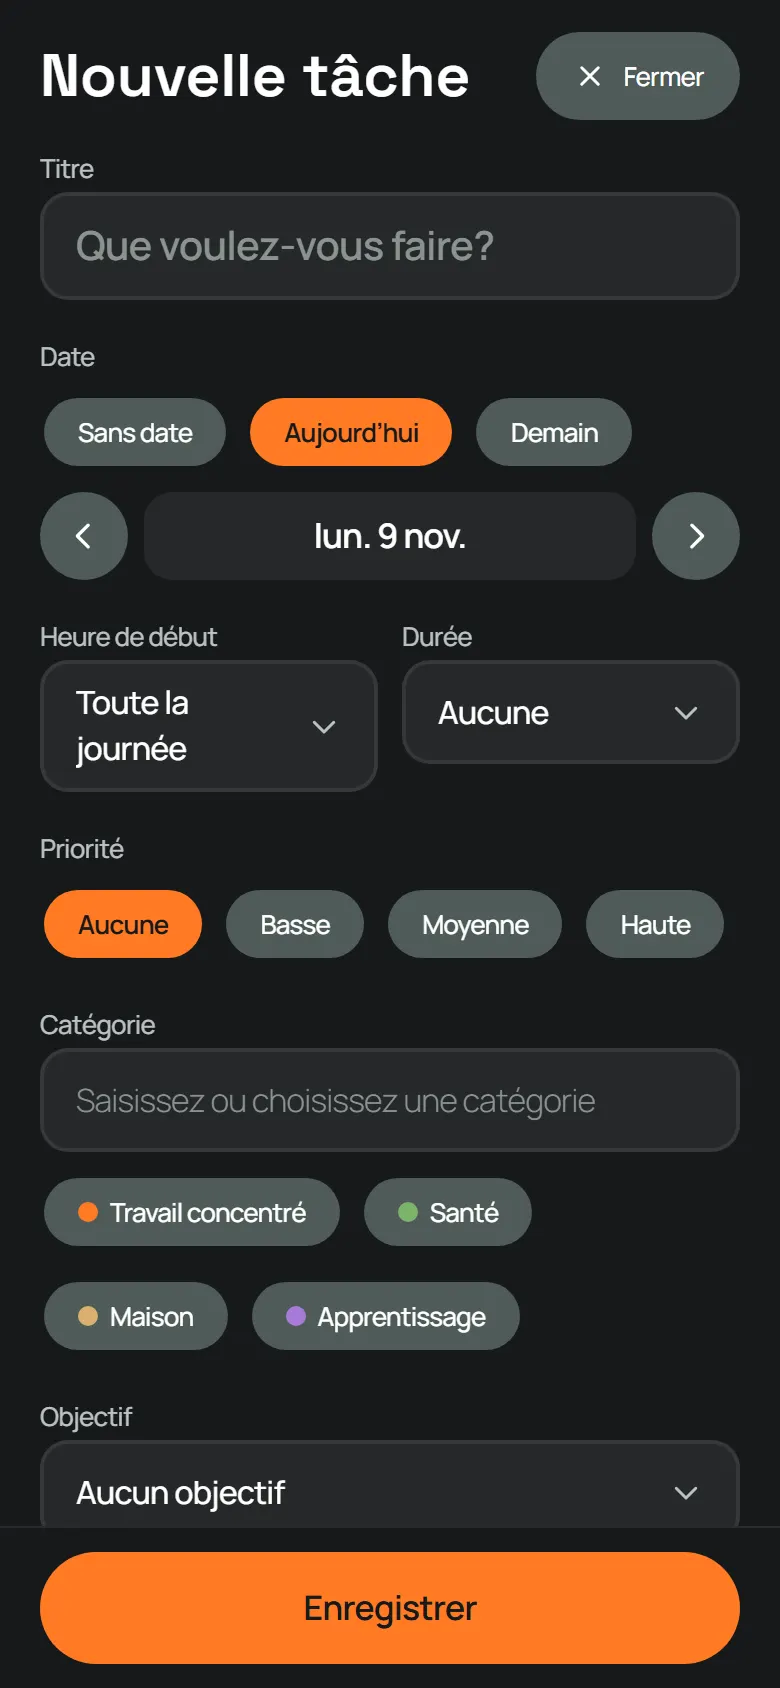 Nouvelle tâche
Fermer
Titre
Que voulez-vous faire?
Date
Sans date
Aujourd’hui
Demain
lun. 9 nov.
Heure de début
Durée
Toute la
journée
Aucune
Priorité
Aucune
Basse
Moyenne
Haute
Catégorie
Saisissez ou choisissez une catégorie
Travail concentré
Santé
Maison
Apprentissage
Objectif
Aucun objectif
Enregistrer